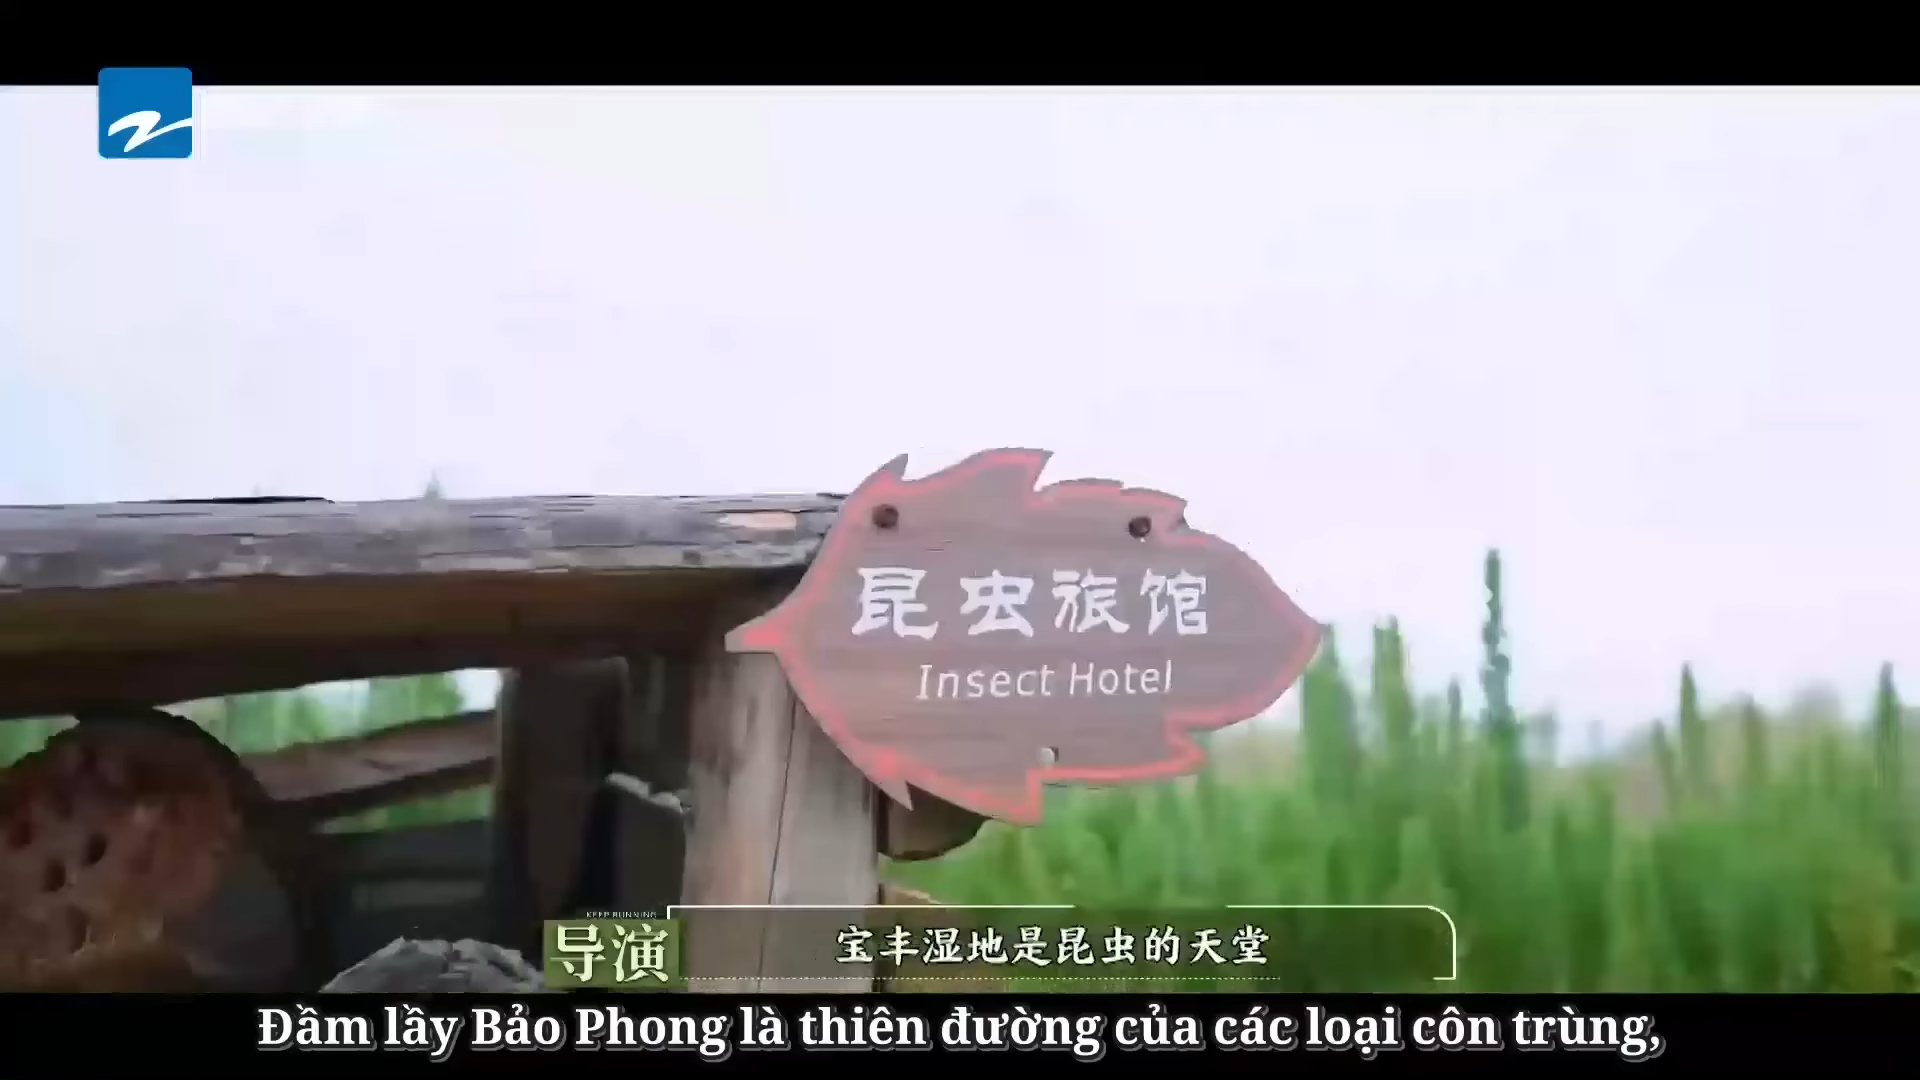 昆虫旅馆
Insect Hotel
KEEP RUNNING
导演
宝丰湿地是昆虫的天堂
Đầm lầy Bảo Phong là thiên đường của các loại côn trùng,